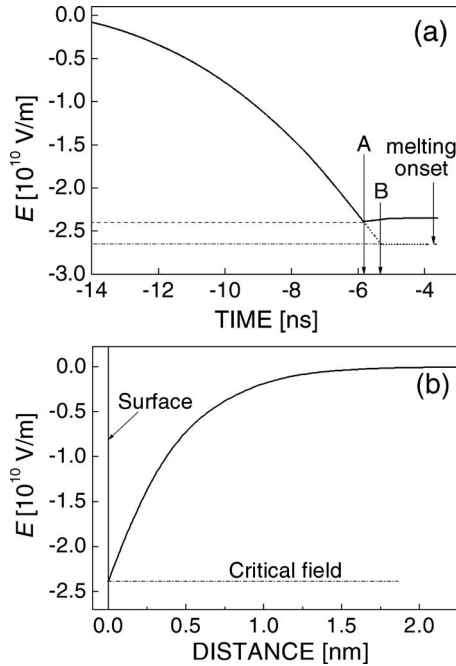 (a)
0.0
-0.5
-1.0
-1.5
-2.0
-2.5
-3.0
E [10^10 V/m]
A
B
melting
onset
-14 -12 -10 -8 -6 -4
TIME [ns]
(b)
0.0
-0.5
-1.0
-1.5
-2.0
-2.5
E [10^10 V/m]
Surface
Critical field
0.0 0.5 1.0 1.5 2.0
DISTANCE [nm]